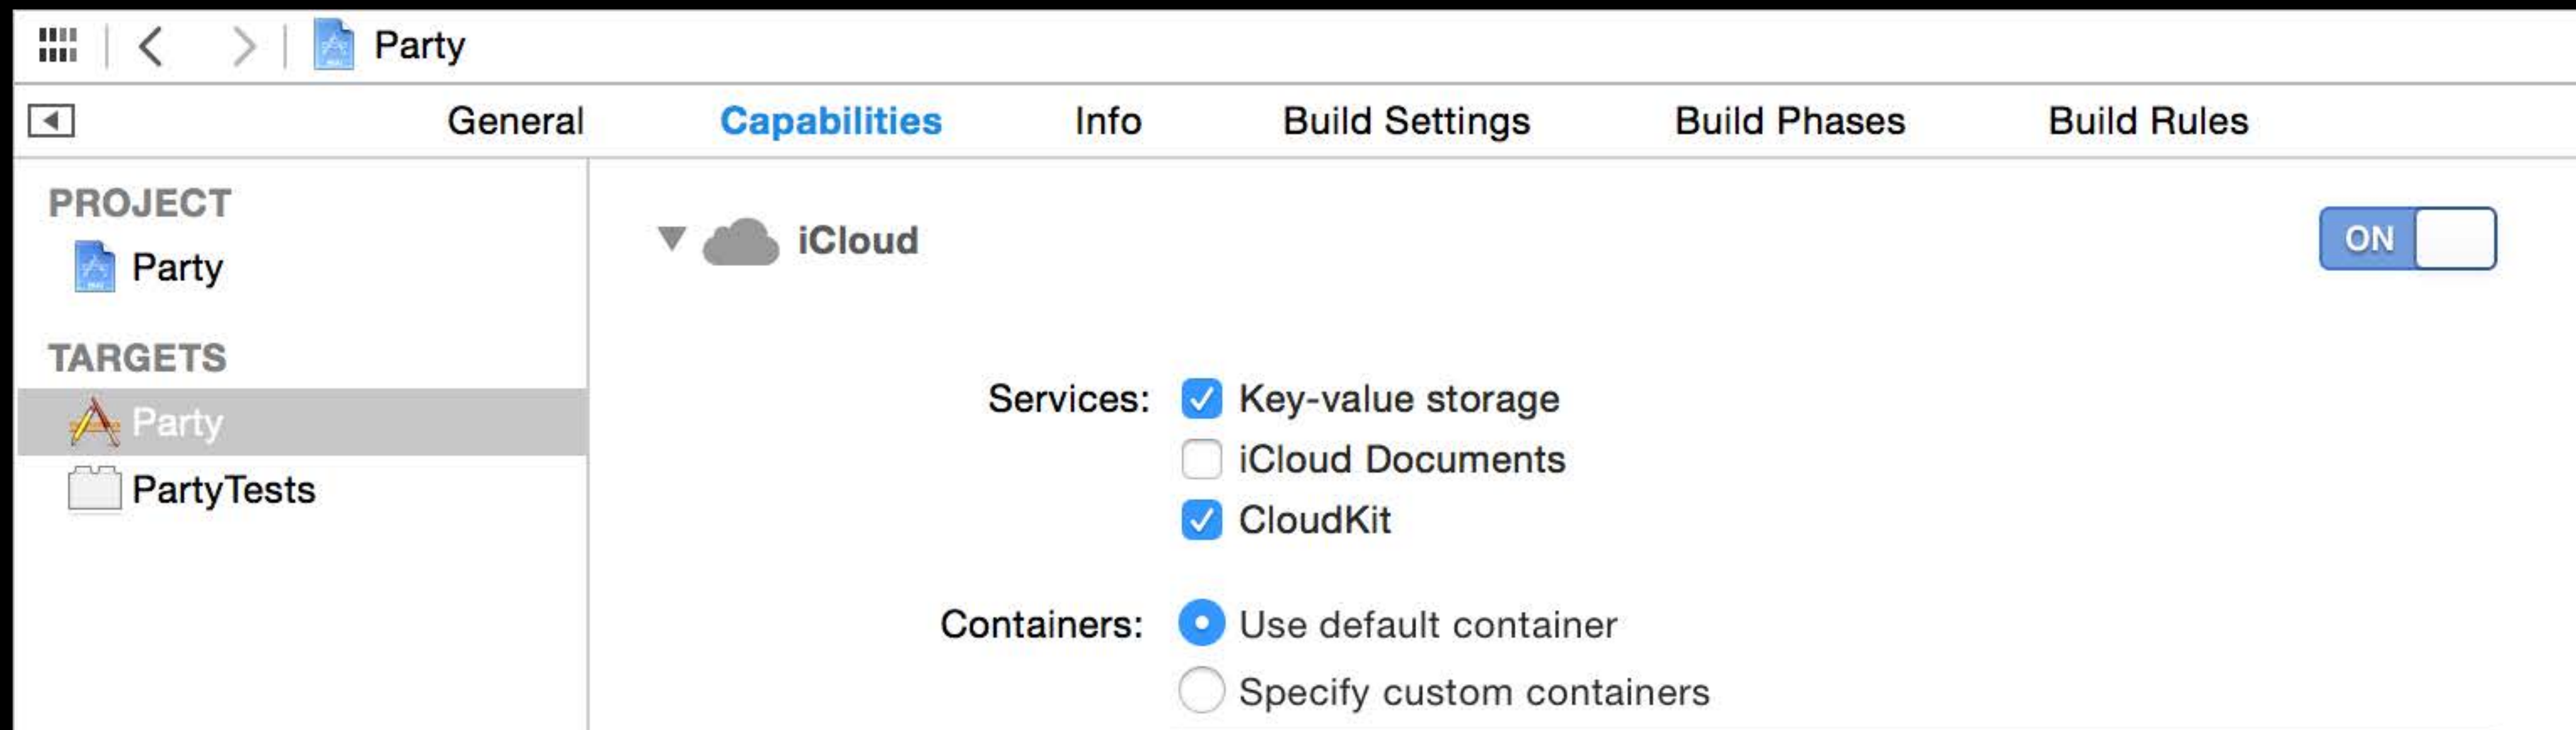 Party
General Capabilities Info Build Settings Build Phases Build Rules
PROJECT
Party
TARGETS
Party
PartyTests
iCloud
ON
Services: Key-value storage
iCloud Documents
CloudKit
Containers: Use default container
Specify custom containers